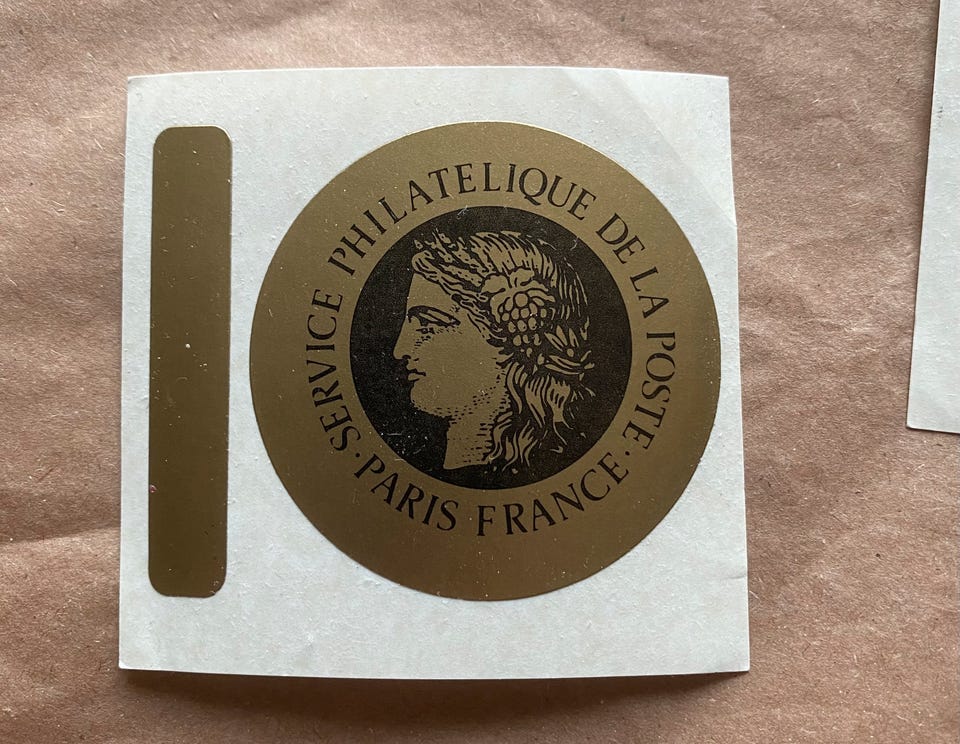 SERVICE PHILATELIQUE DE LA POSTE
· PARIS FRANCE ·